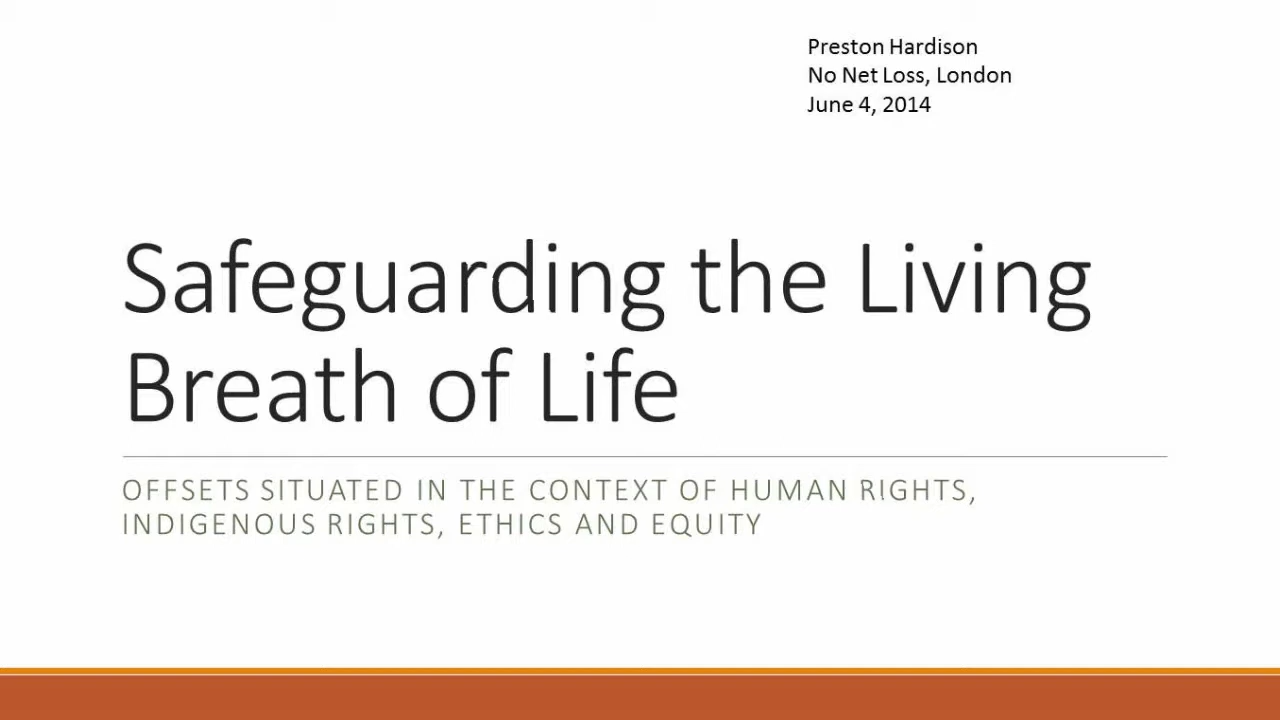 Preston Hardison
No Net Loss, London
June 4, 2014
Safeguarding the Living
Breath of Life
OFFSETS SITUATED IN THE CONTEXT OF HUMAN RIGHTS,
INDIGENOUS RIGHTS, ETHICS AND EQUITY